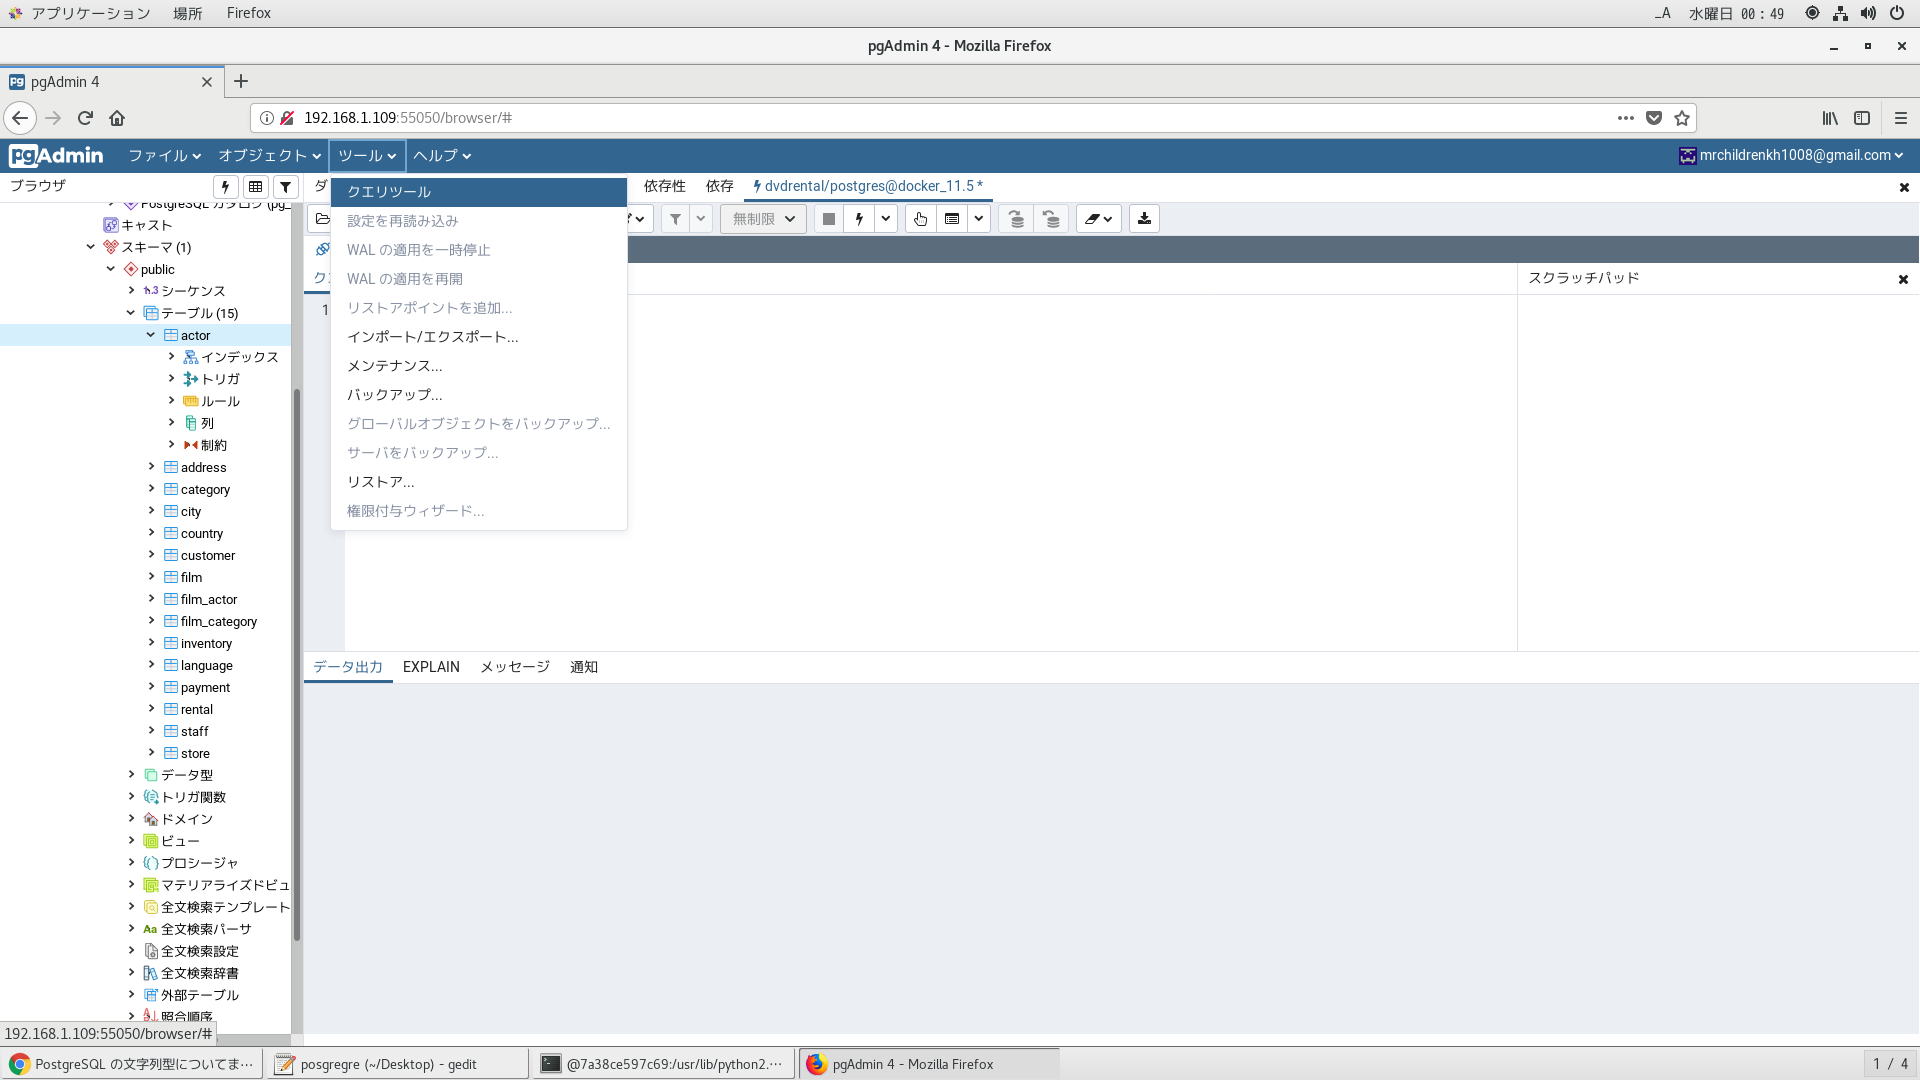 アプリケーション 場所 Firefox
_A 水曜日 00：49
pgAdmin 4 - Mozilla Firefox
pgAdmin 4
192.168.1.109:55050/browser/#
pgAdmin ファイル オブジェクト ツール ヘルプ
mrchildrenkh1008@gmail.com
ブラウザ
ダ 依存性 依存 dvdrental/postgres@docker_11.5 *
クエリツール
設定を再読み込み
WAL の適用を一時停止
WAL の適用を再開
リストアポイントを追加...
インポート/エクスポート...
メンテナンス...
バックアップ...
グローバルオブジェクトをバックアップ...
サーバをバックアップ...
リストア...
権限付与ウィザード...
無制限
ク
スクラッチパッド
1
PostgreSQL カタログ (pg_
キャスト
スキーマ (1)
public
シーケンス
テーブル (15)
actor
インデックス
トリガ
ルール
列
制約
address
category
city
country
customer
film
film_actor
film_category
inventory
language
payment
rental
staff
store
データ型
トリガ関数
ドメイン
ビュー
プロシージャ
マテリアライズドビュ
全文検索テンプレート
全文検索パーサ
全文検索設定
全文検索辞書
外部テーブル
照合順序
データ出力 EXPLAIN メッセージ 通知
192.168.1.109:55050/browser/#
PostgreSQL の文字列型についてま…
posgregre (~/Desktop) - gedit
@7a38ce597c69:/usr/lib/python2.…
pgAdmin 4 - Mozilla Firefox
1 / 4